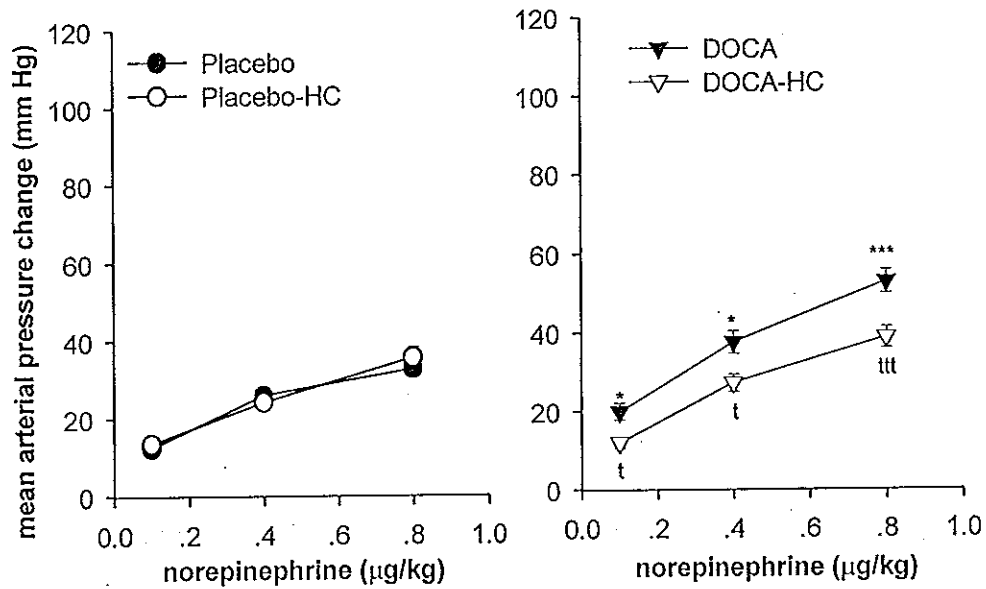 mean arterial pressure change (mm Hg)
120
100
80
60
40
20
0
Placebo
Placebo-HC
0.0 .2 .4 .6 .8 1.0
norepinephrine (µg/kg)
120
100
80
60
40
20
0
DOCA
DOCA-HC
***
*
*
ttt
t
t
0.0 .2 .4 .6 .8 1.0
norepinephrine (µg/kg)